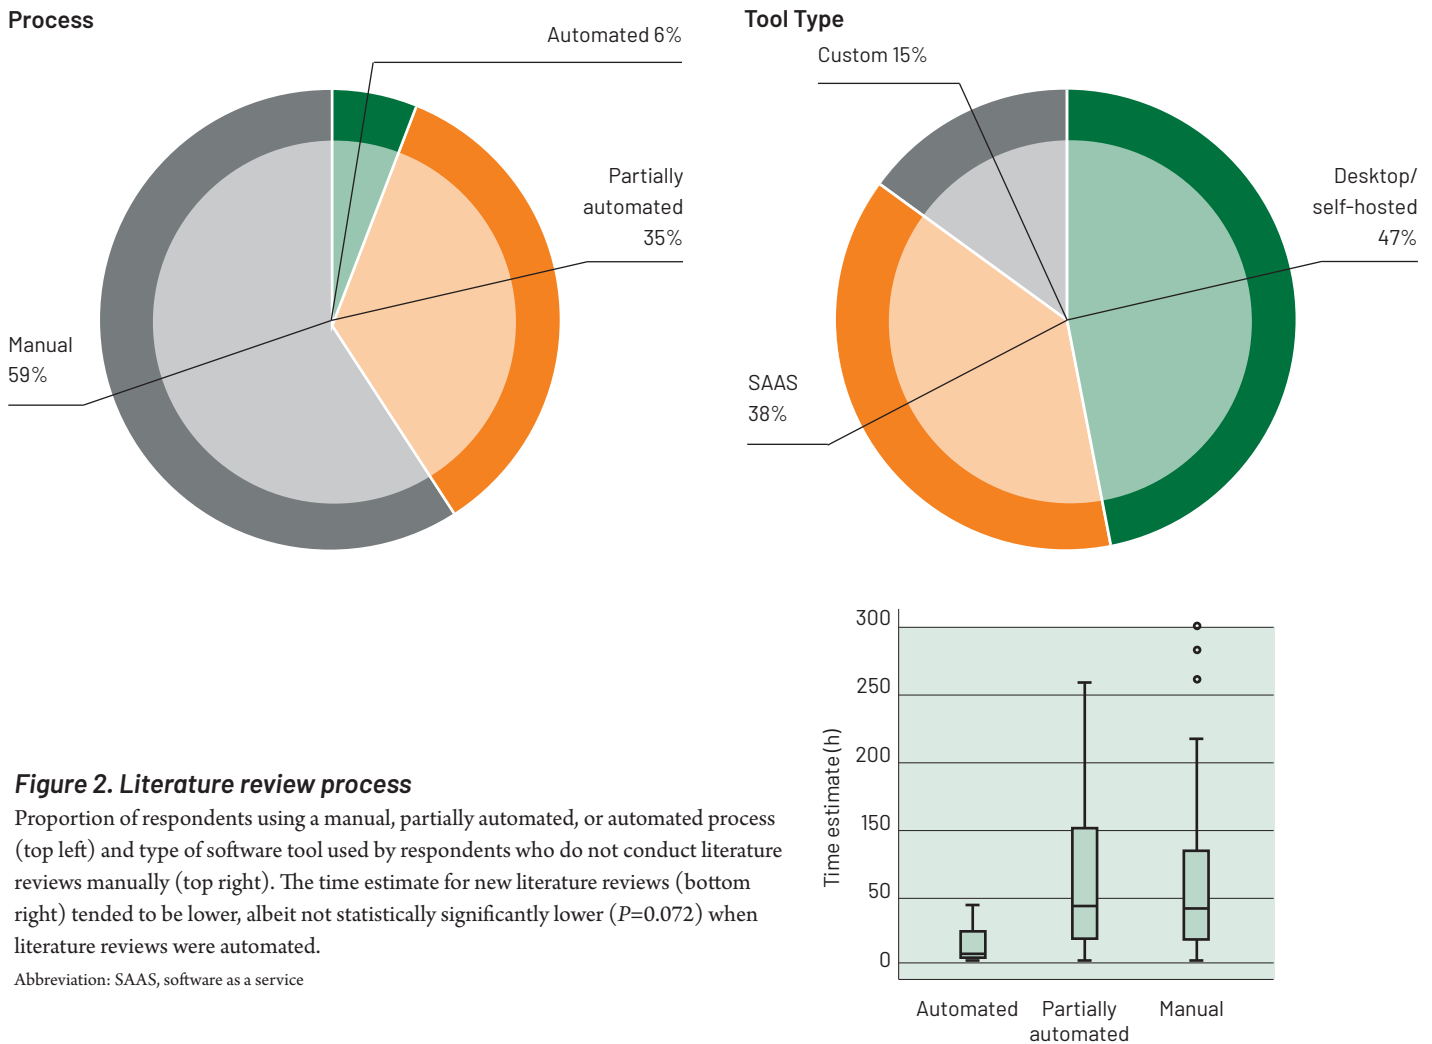 Process
Automated 6%
Partially
automated
35%
Manual
59%
Tool Type
Custom 15%
Desktop/
self-hosted
47%
SAAS
38%
Figure 2. Literature review process
Proportion of respondents using a manual, partially automated, or automated process
(top left) and type of software tool used by respondents who do not conduct literature
reviews manually (top right). The time estimate for new literature reviews (bottom
right) tended to be lower, albeit not statistically significantly lower (P=0.072) when
literature reviews were automated.
Abbreviation: SAAS, software as a service
Time estimate (h)
300
250
200
150
50
0
Automated
Partially
automated
Manual